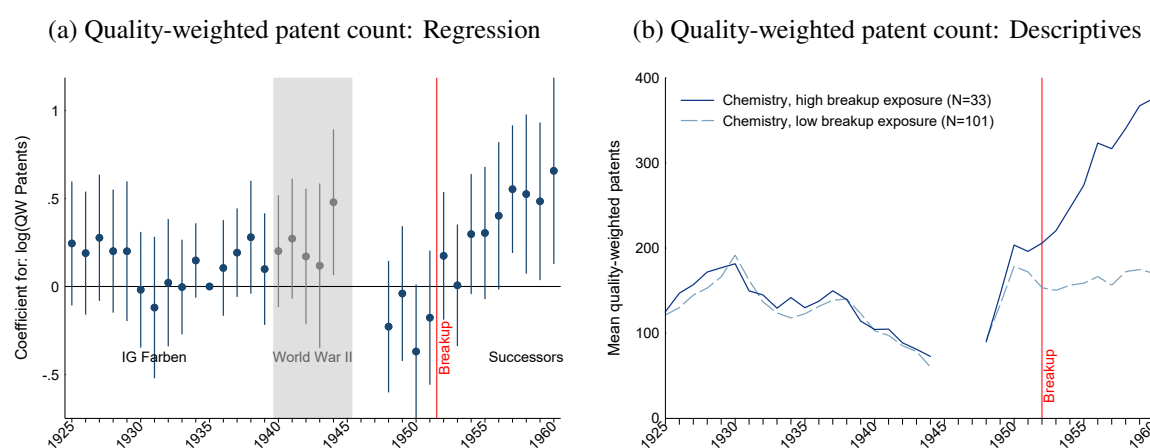 (a) Quality-weighted patent count: Regression
Coefficient for: log(QW Patents)
1
.5
0
-.5
IG Farben
World War II
Breakup
Successors
1925
1930
1935
1940
1945
1950
1955
1960
(b) Quality-weighted patent count: Descriptives
Mean quality-weighted patents
400
300
200
100
0
Chemistry, high breakup exposure (N=33)
Chemistry, low breakup exposure (N=101)
Breakup
1925
1930
1935
1940
1945
1950
1955
1960